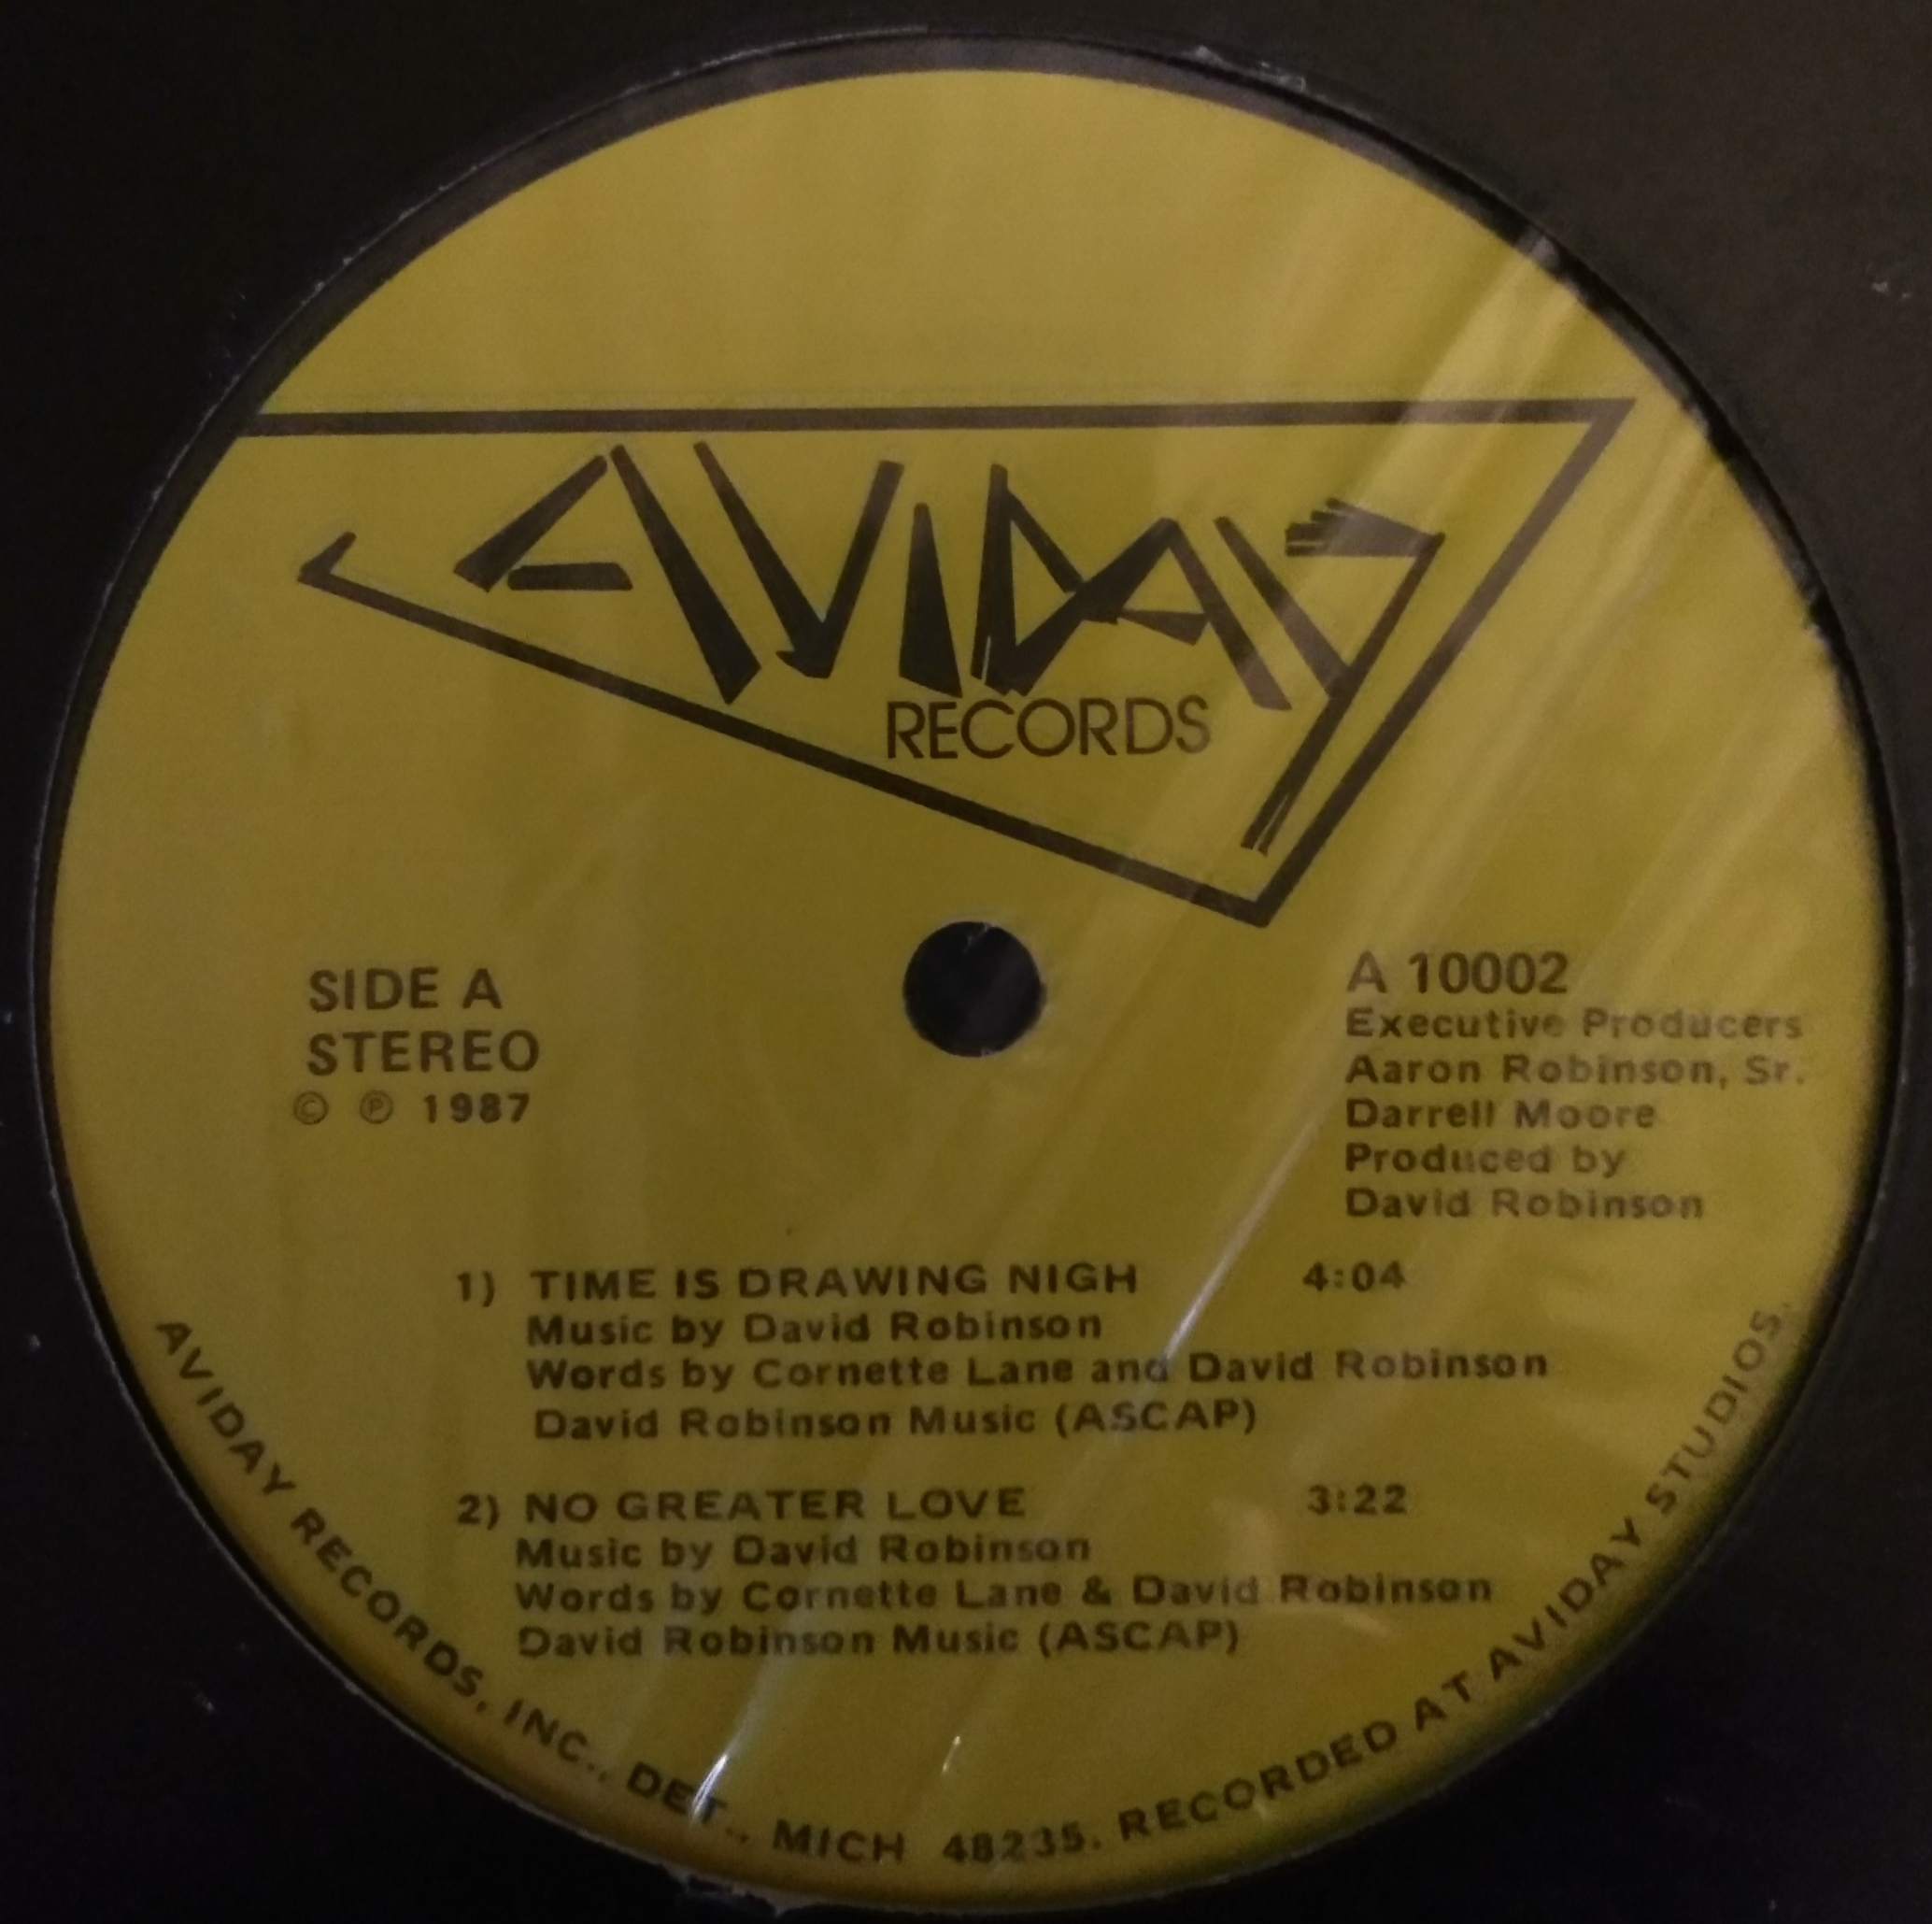 AVIDAY
RECORDS
SIDE A
STEREO
© ℗ 1987
A 10002
Executive Producers
Aaron Robinson, Sr.
Darrell Moore
Produced by
David Robinson
1) TIME IS DRAWING NIGH 4:04
Music by David Robinson
Words by Cornette Lane and David Robinson
David Robinson Music (ASCAP)
2) NO GREATER LOVE 3:22
Music by David Robinson
Words by Cornette Lane & David Robinson
David Robinson Music (ASCAP)
AVIDAY RECORDS, INC., DET., MICH 48235. RECORDED AT AVIDAY STUDIOS.